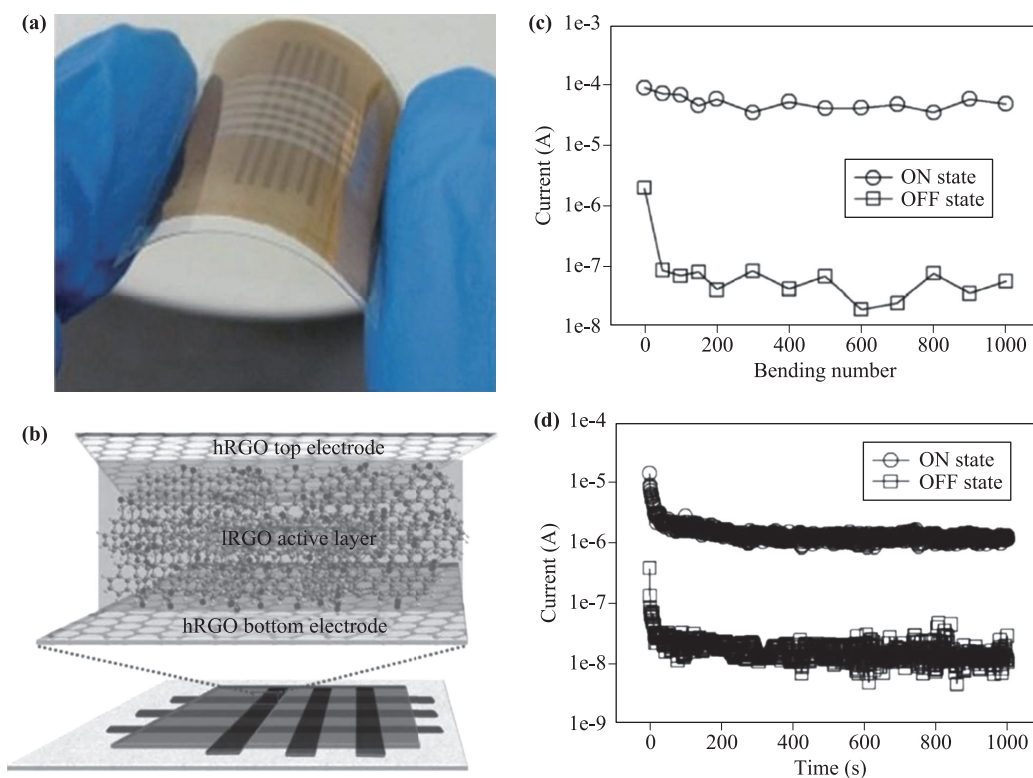 (a)
(b)
hRGO top electrode
lRGO active layer
hRGO bottom electrode
(c)
1e-3
1e-4
1e-5
1e-6
1e-7
1e-8
Current (A)
ON state
OFF state
0 200 400 600 800 1000
Bending number
(d)
1e-4
1e-5
1e-6
1e-7
1e-8
1e-9
Current (A)
ON state
OFF state
0 200 400 600 800 1000
Time (s)